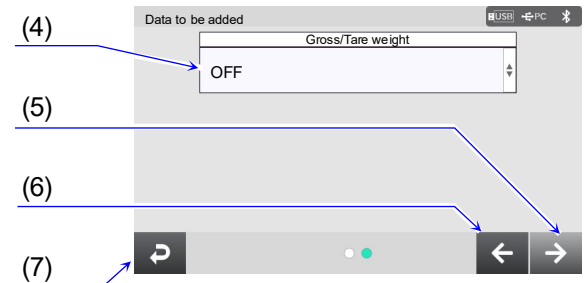 (4)
Data to be added
USB PC
Gross/Tare weight
OFF
(5)
(6)
(7)